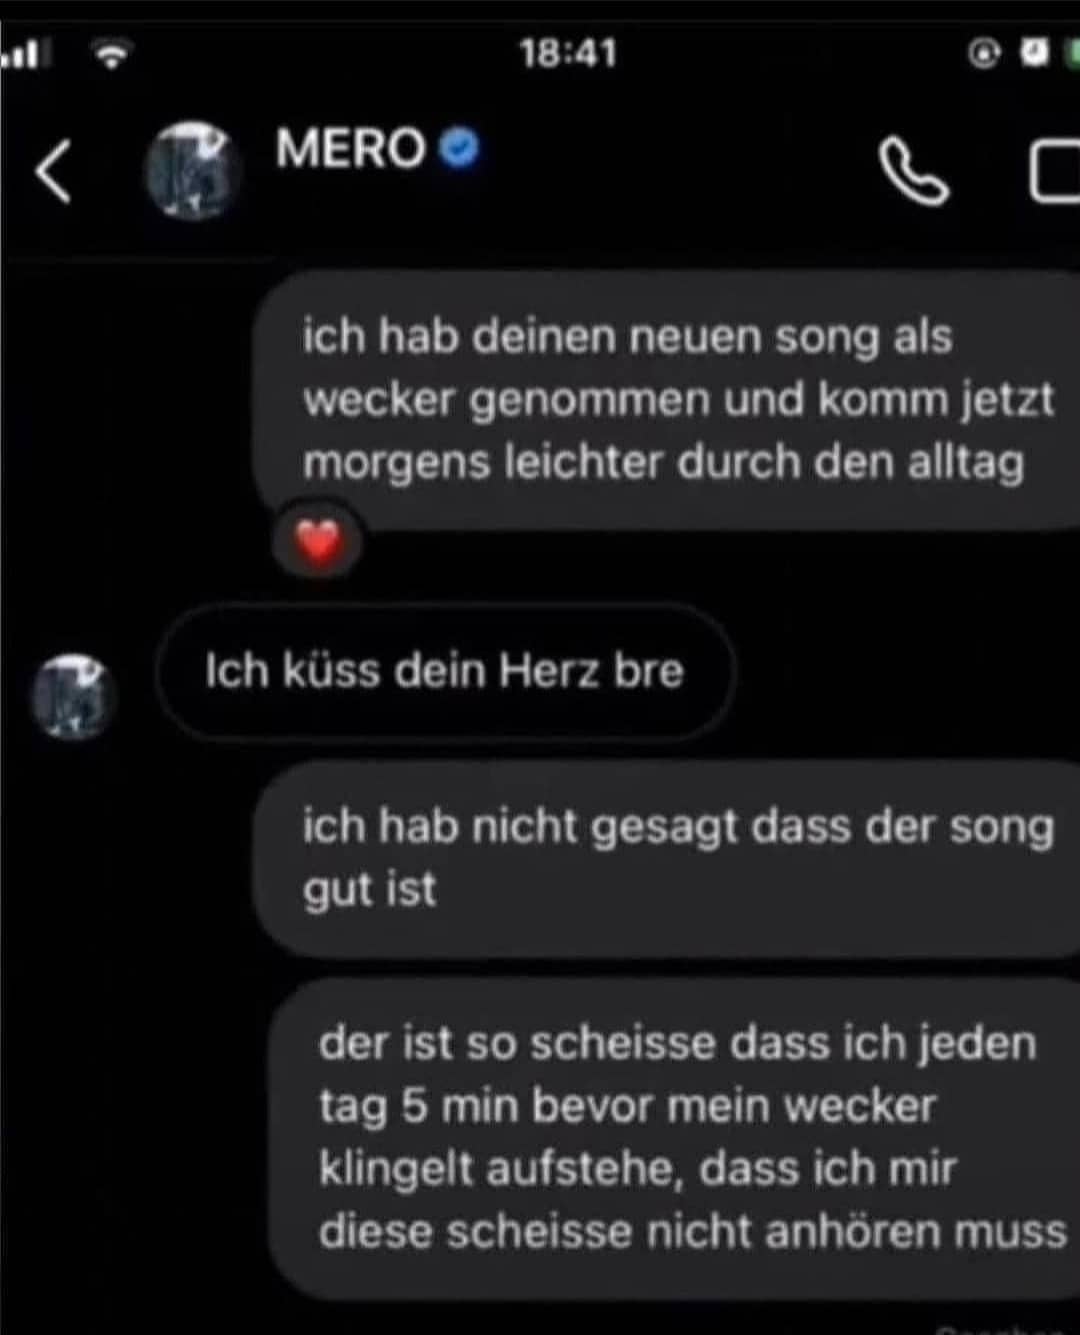 18:41
MERO
ich hab deinen neuen song als
wecker genommen und komm jetzt
morgens leichter durch den alltag
Ich küss dein Herz bre
ich hab nicht gesagt dass der song
gut ist
der ist so scheisse dass ich jeden
tag 5 min bevor mein wecker
klingelt aufstehe, dass ich mir
diese scheisse nicht anhören muss